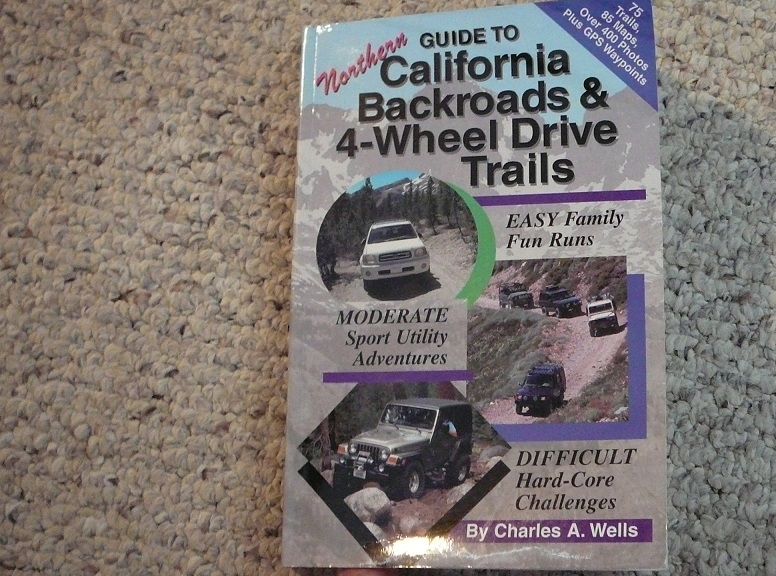 75
Trails,
85 Maps,
Over 400 Photos
Plus GPS Waypoints
GUIDE TO
Northern
California
Backroads &
4-Wheel Drive
Trails
EASY Family
Fun Runs
MODERATE
Sport Utility
Adventures
DIFFICULT
Hard-Core
Challenges
By Charles A. Wells